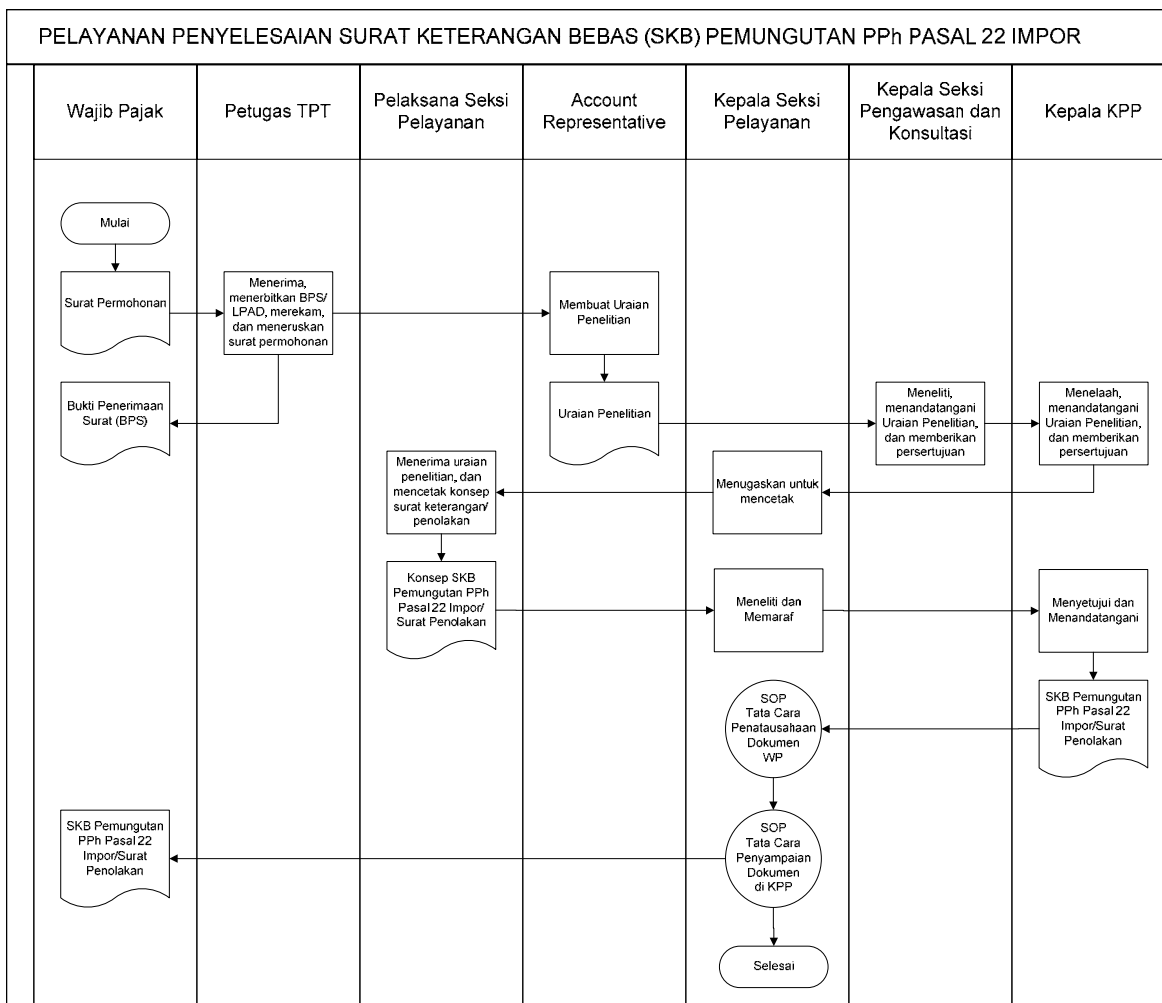 PELAYANAN PENYELESAIAN SURAT KETERANGAN BEBAS (SKB) PEMUNGUTAN PPh PASAL 22 IMPOR
Wajib Pajak
Petugas TPT
Pelaksana Seksi
Pelayanan
Account
Representative
Kepala Seksi
Pelayanan
Kepala Seksi
Pengawasan dan
Konsultasi
Kepala KPP
Mulai
Surat Permohonan
Menerima,
menerbitkan BPS/
LPAD, merekam,
dan meneruskan
surat permohonan
Membuat Uraian
Penelitian
Bukti Penerimaan
Surat (BPS)
Uraian Penelitian
Meneliti,
menandatangani
Uraian Penelitian,
dan memberikan
persertujuan
Menelaah,
menandatangani
Uraian Penelitian,
dan memberikan
persertujuan
Menerima uraian
penelitian, dan
mencetak konsep
surat keterangan/
penolakan
Menugaskan untuk
mencetak
Konsep SKB
Pemungutan PPh
Pasal 22 Impor/
Surat Penolakan
Meneliti dan
Memaraf
Menyetujui dan
Menandatangani
SOP
Tata Cara
Penatausahaan
Dokumen
WP
SKB Pemungutan
PPh Pasal 22
Impor/Surat
Penolakan
SKB Pemungutan
PPh Pasal 22
Impor/Surat
Penolakan
SOP
Tata Cara
Penyampaian
Dokumen
di KPP
Selesai